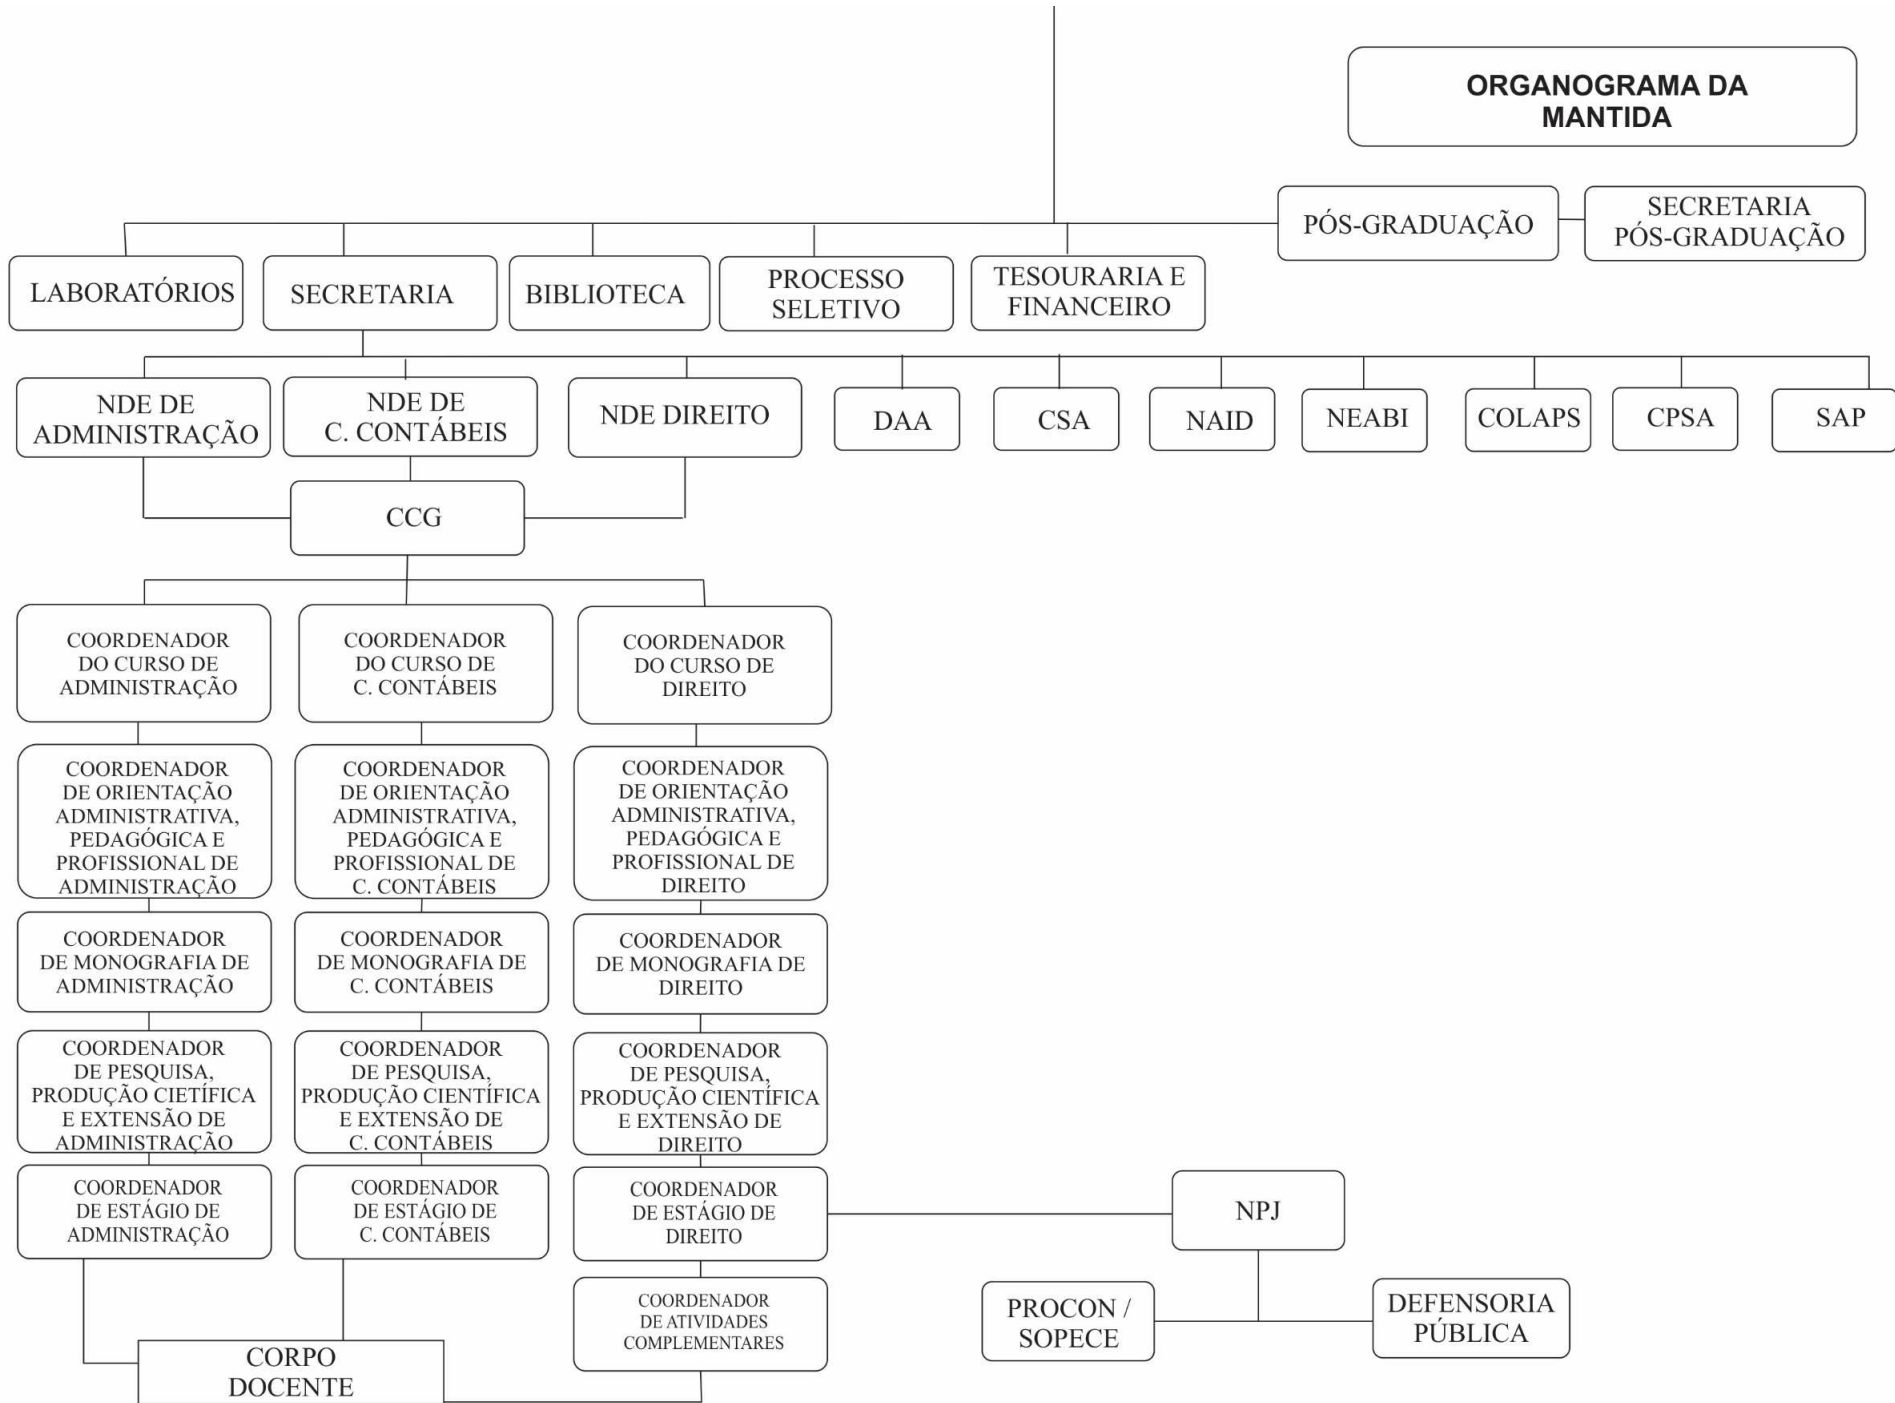 ORGANOGRAMA DA
MANTIDA
PÓS-GRADUAÇÃO
SECRETARIA
PÓS-GRADUAÇÃO
LABORATÓRIOS
SECRETARIA
BIBLIOTECA
PROCESSO
SELETIVO
TESOURARIA E
FINANCEIRO
NDE DE
ADMINISTRAÇÃO
NDE DE
C. CONTÁBEIS
NDE DIREITO
DAA
CSA
NAID
NEABI
COLAPS
CPSA
SAP
CCG
COORDENADOR
DO CURSO DE
ADMINISTRAÇÃO
COORDENADOR
DO CURSO DE
C. CONTÁBEIS
COORDENADOR
DO CURSO DE
DIREITO
COORDENADOR
DE ORIENTAÇÃO
ADMINISTRATIVA,
PEDAGÓGICA E
PROFISSIONAL DE
ADMINISTRAÇÃO
COORDENADOR
DE ORIENTAÇÃO
ADMINISTRATIVA,
PEDAGÓGICA E
PROFISSIONAL DE
C. CONTÁBEIS
COORDENADOR
DE ORIENTAÇÃO
ADMINISTRATIVA,
PEDAGÓGICA E
PROFISSIONAL DE
DIREITO
COORDENADOR
DE MONOGRAFIA DE
ADMINISTRAÇÃO
COORDENADOR
DE MONOGRAFIA DE
C. CONTÁBEIS
COORDENADOR
DE MONOGRAFIA DE
DIREITO
COORDENADOR
DE PESQUISA,
PRODUÇÃO CIETÍFICA
E EXTENSÃO DE
ADMINISTRAÇÃO
COORDENADOR
DE PESQUISA,
PRODUÇÃO CIENTÍFICA
E EXTENSÃO DE
C. CONTÁBEIS
COORDENADOR
DE PESQUISA,
PRODUÇÃO CIENTÍFICA
E EXTENSÃO DE
DIREITO
COORDENADOR
DE ESTÁGIO DE
ADMINISTRAÇÃO
COORDENADOR
DE ESTÁGIO DE
C. CONTÁBEIS
COORDENADOR
DE ESTÁGIO DE
DIREITO
NPJ
COORDENADOR
DE ATIVIDADES
COMPLEMENTARES
PROCON /
SOPECE
DEFENSORIA
PÚBLICA
CORPO
DOCENTE